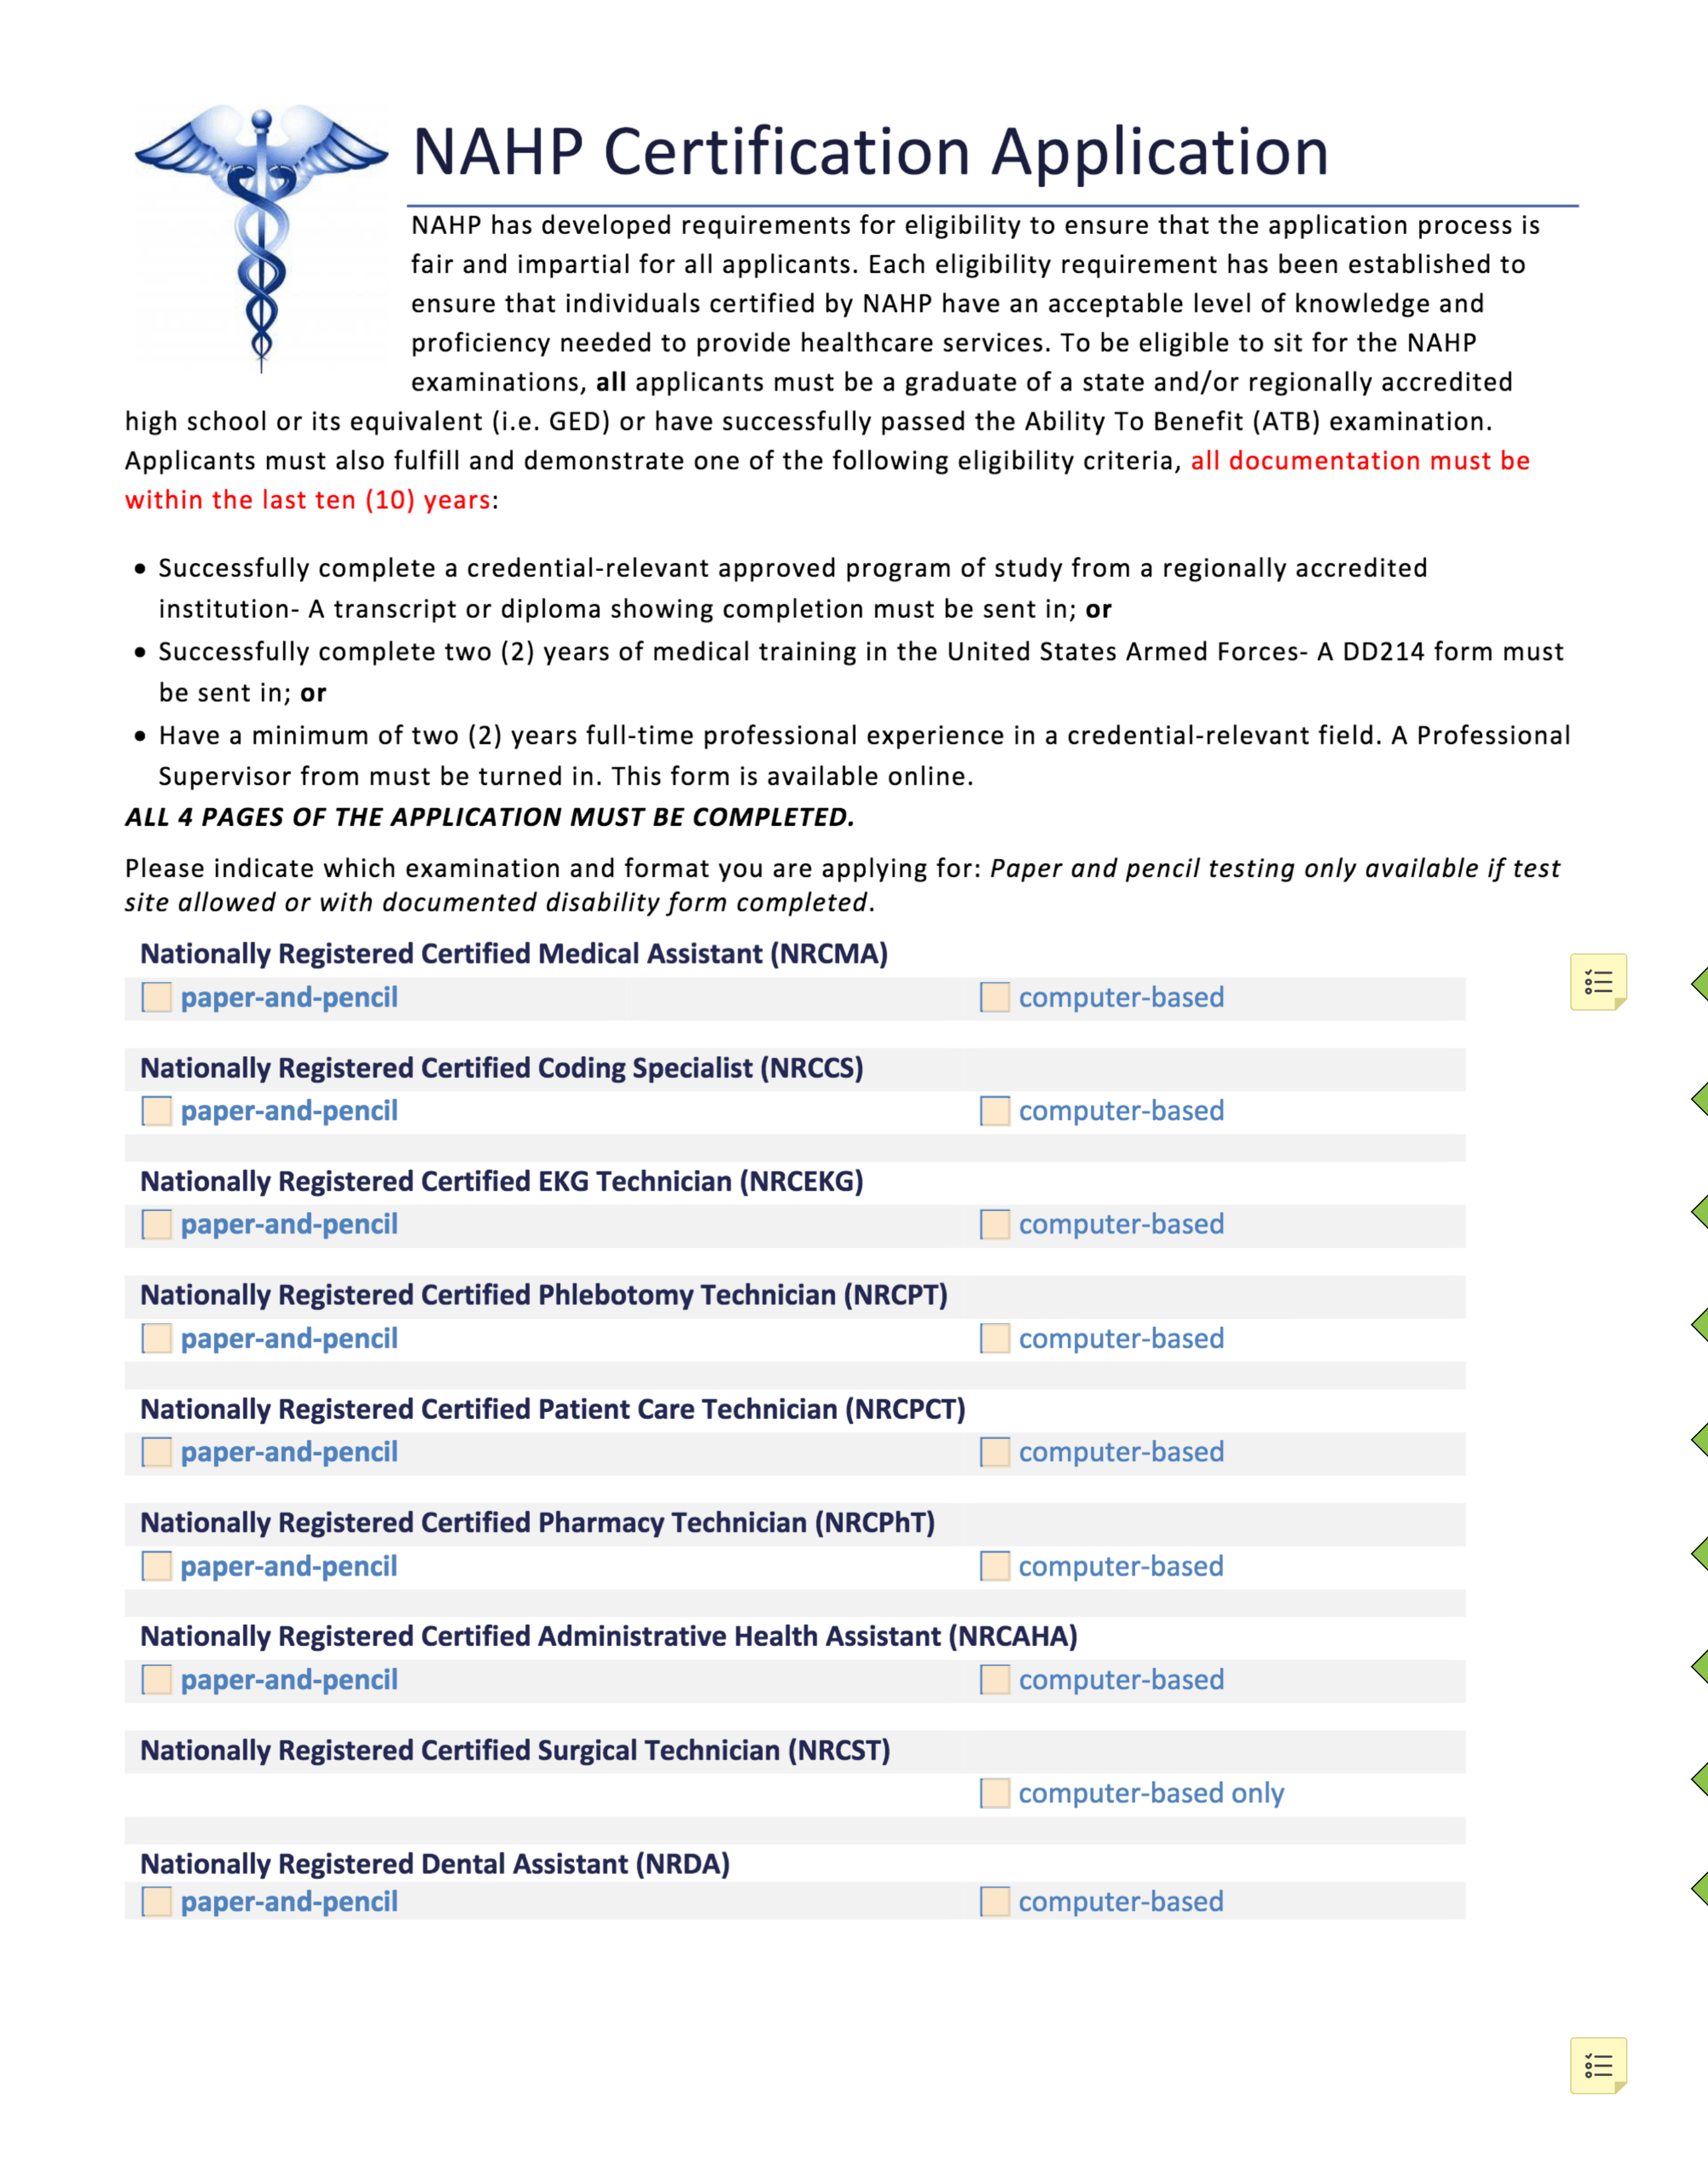 NAHP Certification Application
NAHP has developed requirements for eligibility to ensure that the application process is
fair and impartial for all applicants. Each eligibility requirement has been established to
ensure that individuals certified by NAHP have an acceptable level of knowledge and
proficiency needed to provide healthcare services. To be eligible to sit for the NAHP
examinations, all applicants must be a graduate of a state and/or regionally accredited
high school or its equivalent (i.e. GED) or have successfully passed the Ability To Benefit (ATB) examination.
Applicants must also fulfill and demonstrate one of the following eligibility criteria, all documentation must be
within the last ten (10) years:
• Successfully complete a credential-relevant approved program of study from a regionally accredited
institution- A transcript or diploma showing completion must be sent in; or
• Successfully complete two (2) years of medical training in the United States Armed Forces- A DD214 form must
be sent in; or
• Have a minimum of two (2) years full-time professional experience in a credential-relevant field. A Professional
Supervisor from must be turned in. This form is available online.
ALL 4 PAGES OF THE APPLICATION MUST BE COMPLETED.
Please indicate which examination and format you are applying for: Paper and pencil testing only available if test
site allowed or with documented disability form completed.
Nationally Registered Certified Medical Assistant (NRCMA)
paper-and-pencil computer-based
Nationally Registered Certified Coding Specialist (NRCCS)
paper-and-pencil computer-based
Nationally Registered Certified EKG Technician (NRCEKG)
paper-and-pencil computer-based
Nationally Registered Certified Phlebotomy Technician (NRCPT)
paper-and-pencil computer-based
Nationally Registered Certified Patient Care Technician (NRCPCT)
paper-and-pencil computer-based
Nationally Registered Certified Pharmacy Technician (NRCPhT)
paper-and-pencil computer-based
Nationally Registered Certified Administrative Health Assistant (NRCAHA)
paper-and-pencil computer-based
Nationally Registered Certified Surgical Technician (NRCST)
computer-based only
Nationally Registered Dental Assistant (NRDA)
paper-and-pencil computer-based